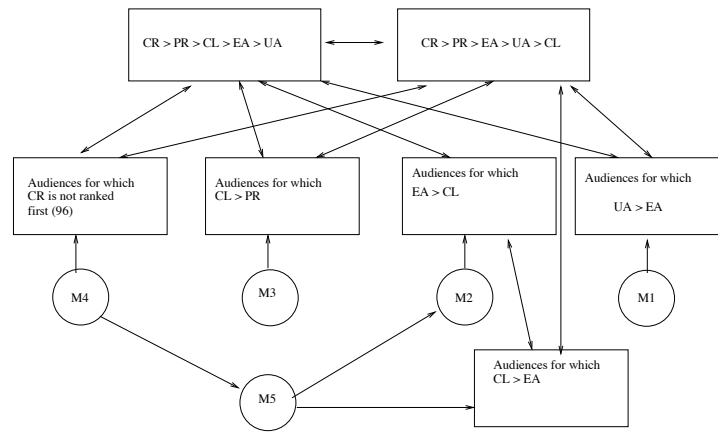 CR > PR > CL > EA > UA
CR > PR > EA > UA > CL
Audiences for which
CR is not ranked
first (96)
Audiences for which
CL > PR
Audiences for which
EA > CL
Audiences for which
UA > EA
M4
M3
M2
M1
Audiences for which
CL > EA
M5